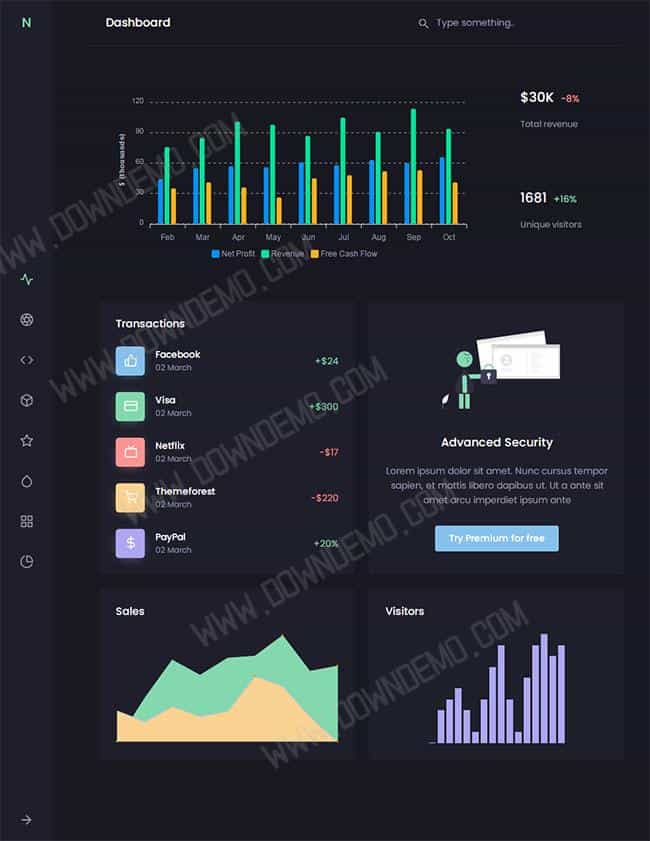 N
Dashboard
Type something..
$ (thousands)
120
90
60
30
0
Feb Mar Apr May Jun Jul Aug Sep Oct
Net Profit Revenue Free Cash Flow
$30K -8%
Total revenue
1681 +16%
Unique visitors
Transactions
Facebook
02 March
+$24
Visa
02 March
+$300
Netflix
02 March
-$17
Themeforest
02 March
-$220
PayPal
02 March
+20%
Advanced Security
Lorem ipsum dolor sit amet. Nunc cursus tempor
sapien, et mattis libero dapibus ut. Ut a ante sit
amet arcu imperdiet ipsum ante
Try Premium for free
Sales
Visitors
WWW.DOWNDEMO.COM
WWW.DOWNDEMO.COM
WWW.DOWNDEMO.COM
WWW.DOWNDEMO.COM
WWW.DOWNDEMO.COM